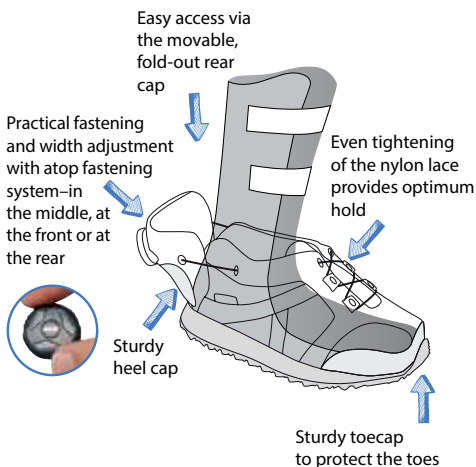 Easy access via
the movable,
fold-out rear
cap
Practical fastening
and width adjustment
with atop fastening
system–in
the middle, at
the front or at
the rear
Even tightening
of the nylon lace
provides optimum
hold
Sturdy
heel cap
Sturdy toecap
to protect the toes